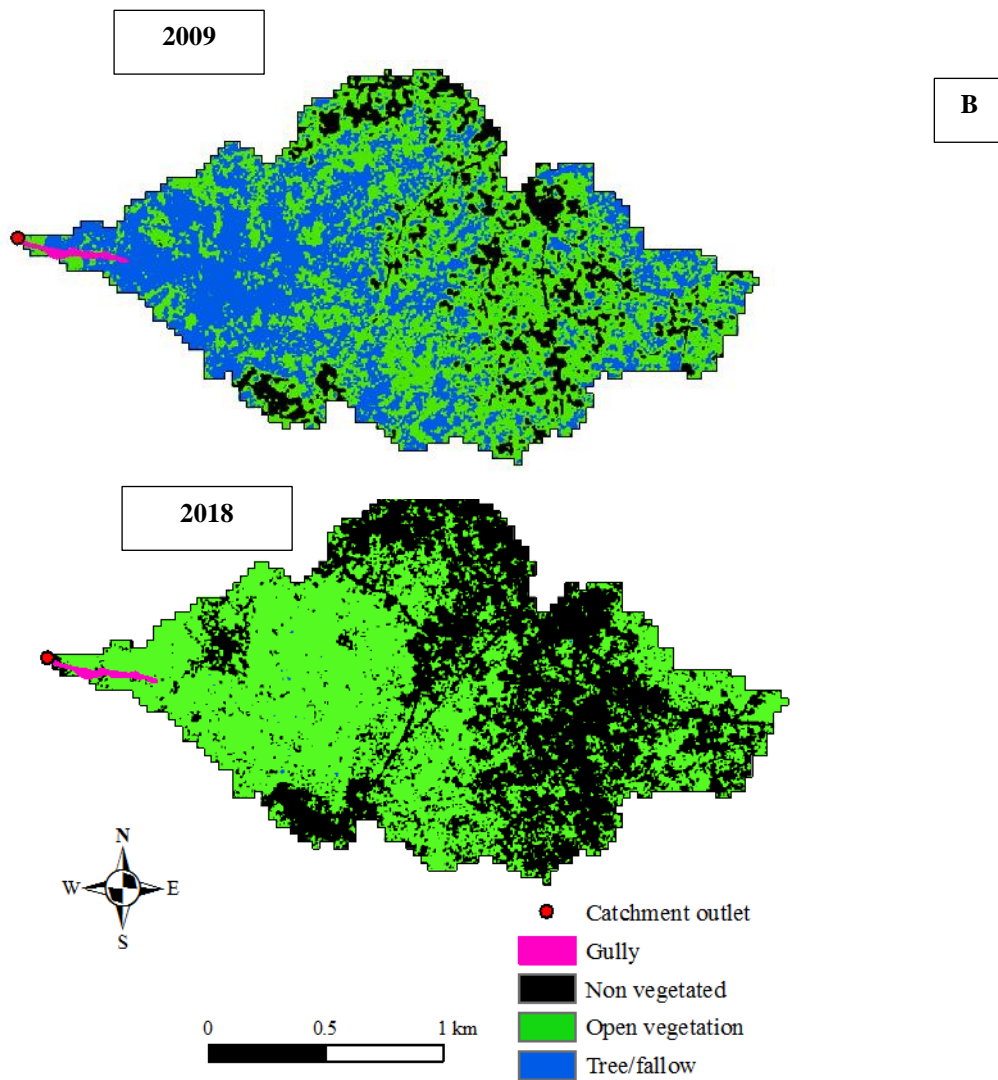 2009
B
2018
N
W E
S
Catchment outlet
Gully
Non vegetated
Open vegetation
Tree/fallow
0 0.5 1 km